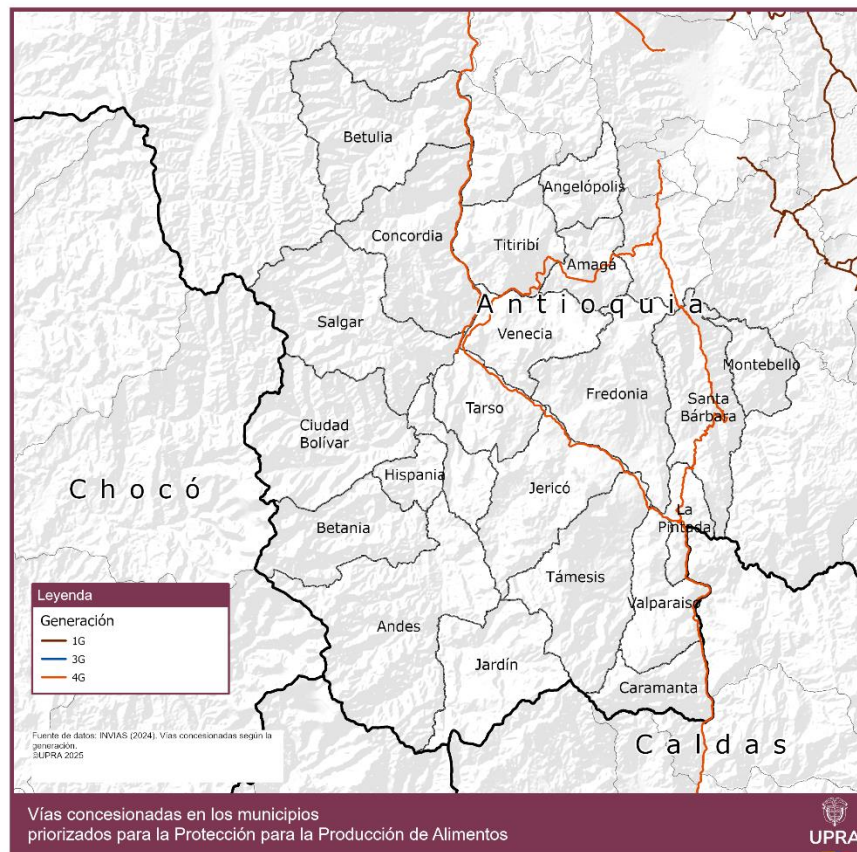 Betulia
Angelópolis
Concordia
Titiribí
Amagá
Antioquia
Salgar
Venecia
Montebello
Fredonia
Santa
Bárbara
Tarso
Ciudad
Bolívar
Hispania
Chocó
Jericó
La
Pintada
Betania
Támesis
Valparaiso
Andes
Jardín
Caramanta
Caldas
Leyenda
Generación
1G
3G
4G
Fuente de datos: INVIAS (2024). Vías concesionadas según la
generación.
©UPRA 2025
Vías concesionadas en los municipios
priorizados para la Protección para la Producción de Alimentos
UPRA